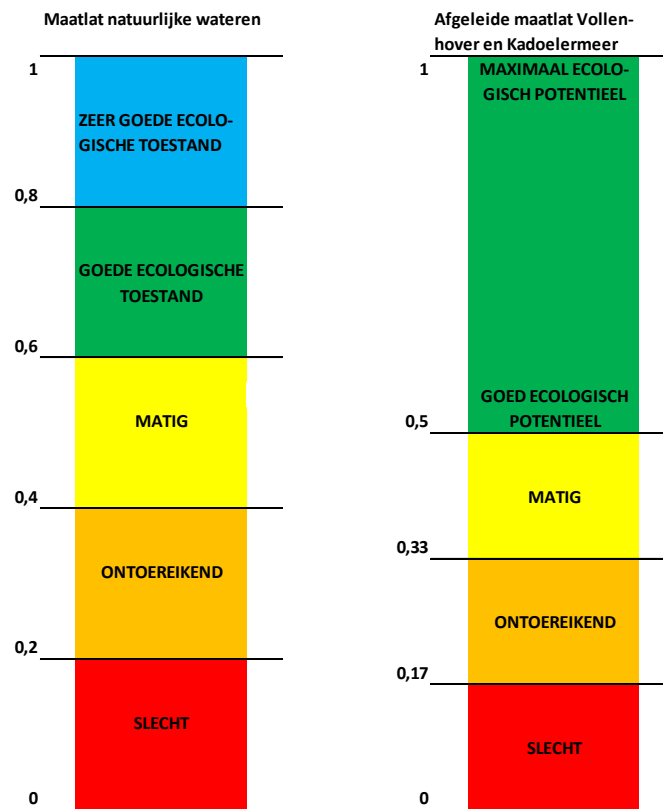 Maatlat natuurlijke wateren
1
ZEER GOEDE ECOLO-
GISCHE TOESTAND
0,8
GOEDE ECOLOGISCHE
TOESTAND
0,6
MATIG
0,4
ONTOEREIKEND
0,2
SLECHT
0
Afgeleide maatlat Vollen-
hover en Kadoelermeer
1
MAXIMAAL ECOLO-
GISCH POTENTIEEL
GOED ECOLOGISCH
POTENTIEEL
0,5
MATIG
0,33
ONTOEREIKEND
0,17
SLECHT
0